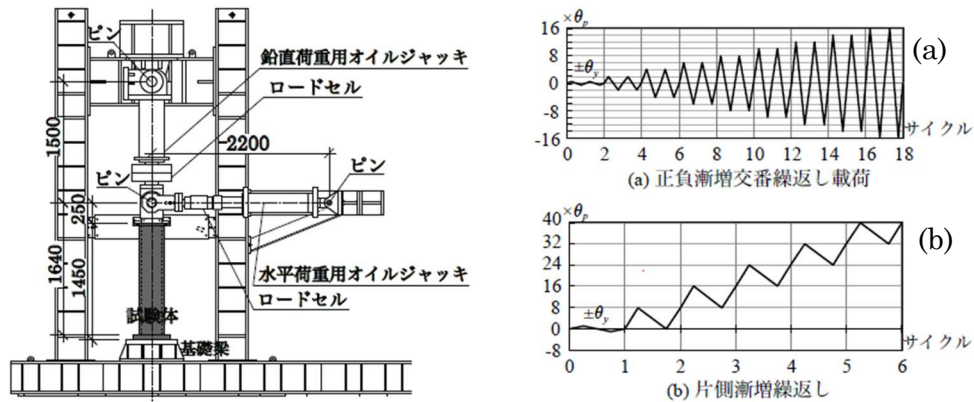 ピン
鉛直荷重用オイルジャッキ
ロードセル
1500
2200
ピン
ピン
250
水平荷重用オイルジャッキ
ロードセル
1640
1450
試験体
基礎梁
×θp
16
8
0
-8
-16
±θy
サイクル
0 2 4 6 8 10 12 14 16 18
(a) 正負漸増交番繰返し載荷
(a)
×θp
40
32
24
16
8
0
-8
±θy
サイクル
0 1 2 3 4 5 6
(b) 片側漸増繰返し
(b)